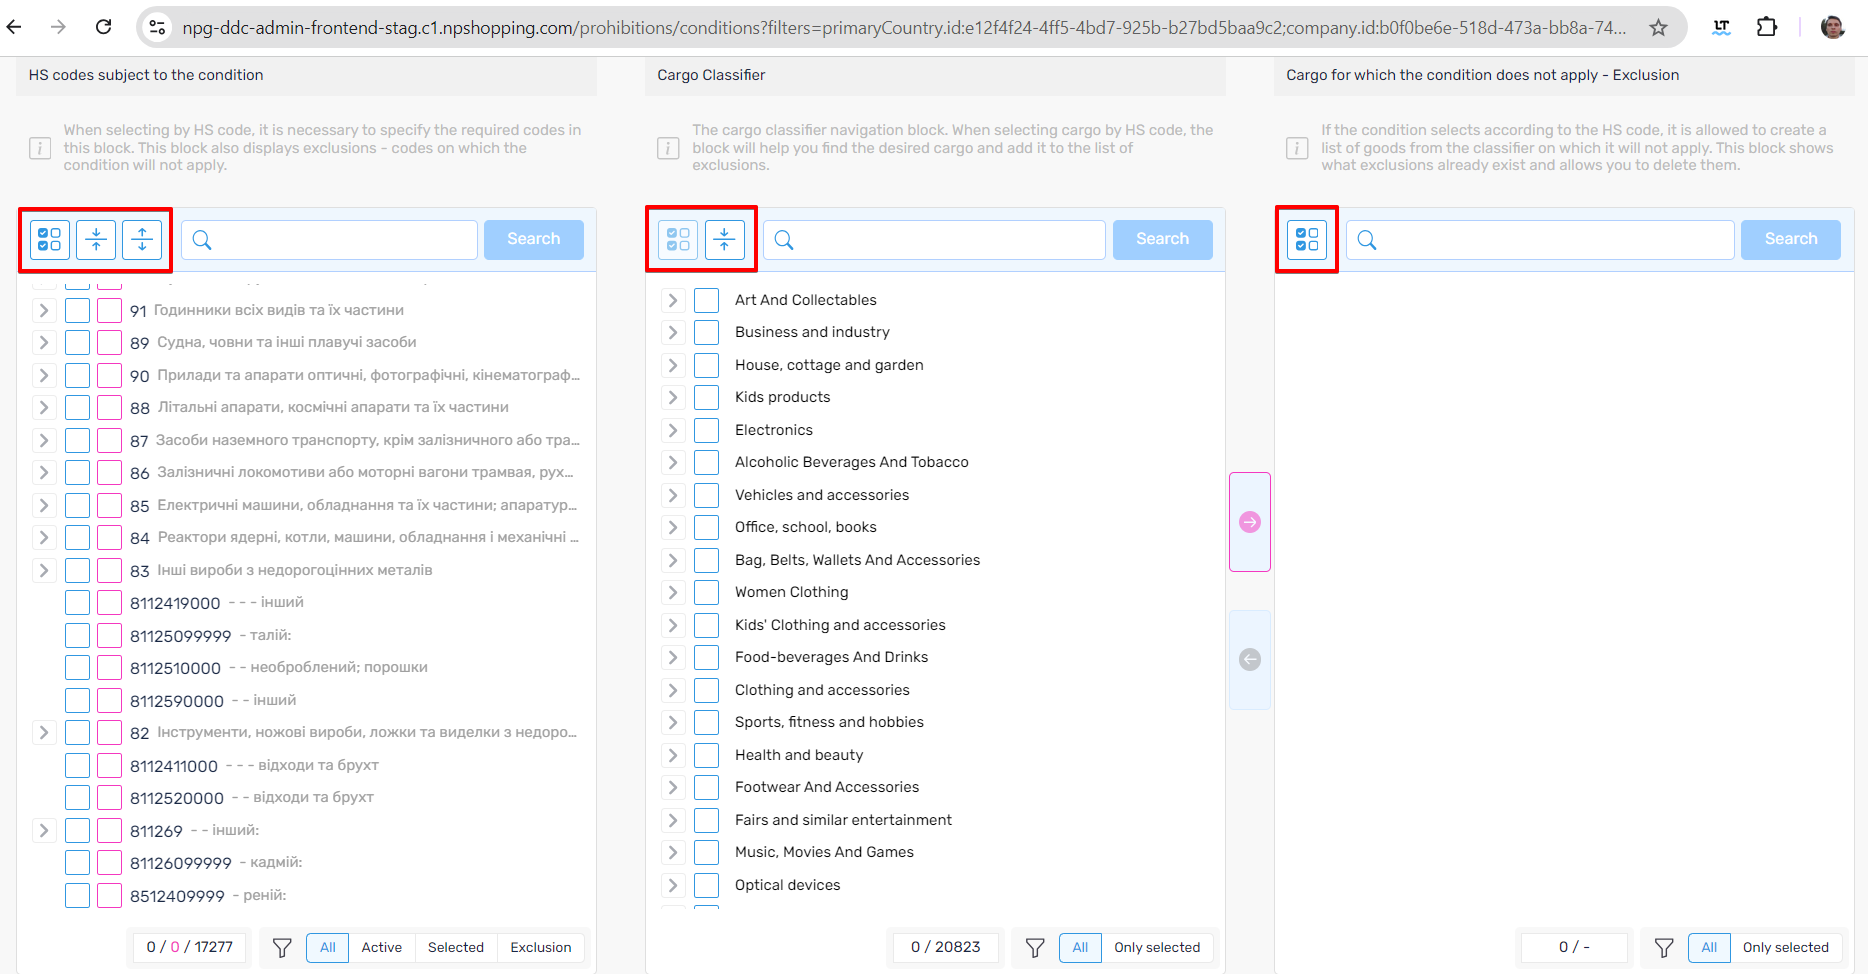 npg-ddc-admin-frontend-stag.c1.npshopping.com/prohibitions/conditions?filters=primaryCountry.id:e12f4f24-4ff5-4bd7-925b-b27bd5baa9c2;company.id:b0f0be6e-518d-473a-bb8a-74...
LT
HS codes subject to the condition
When selecting by HS code, it is necessary to specify the required codes in
this block. This block also displays exclusions - codes on which the
condition will not apply.
Search
91 Годинники всіх видів та їх частини
89 Судна, човни та інші плавучі засоби
90 Прилади та апарати оптичні, фотографічні, кінематограф...
88 Літальні апарати, космічні апарати та їх частини
87 Засоби наземного транспорту, крім залізничного або тра...
86 Залізничні локомотиви або моторні вагони трамвая, рух...
85 Електричні машини, обладнання та їх частини; апаратур...
84 Реактори ядерні, котли, машини, обладнання і механічні ...
83 Інші вироби з недорогоцінних металів
8112419000 - - - інший
81125099999 - талій:
8112510000 - - необроблений; порошки
8112590000 - - інший
82 Інструменти, ножові вироби, ложки та виделки з недоро...
8112411000 - - - відходи та брухт
8112520000 - - відходи та брухт
811269 - - інший:
81126099999 - кадмій:
8512409999 - реній:
0 / 0 / 17277
All
Active
Selected
Exclusion
Cargo Classifier
The cargo classifier navigation block. When selecting cargo by HS code, the
block will help you find the desired cargo and add it to the list of
exclusions.
Search
Art And Collectables
Business and industry
House, cottage and garden
Kids products
Electronics
Alcoholic Beverages And Tobacco
Vehicles and accessories
Office, school, books
Bag, Belts, Wallets And Accessories
Women Clothing
Kids' Clothing and accessories
Food-beverages And Drinks
Clothing and accessories
Sports, fitness and hobbies
Health and beauty
Footwear And Accessories
Fairs and similar entertainment
Music, Movies And Games
Optical devices
0 / 20823
All
Only selected
Cargo for which the condition does not apply - Exclusion
If the condition selects according to the HS code, it is allowed to create a
list of goods from the classifier on which it will not apply. This block shows
what exclusions already exist and allows you to delete them.
Search
0 / -
All
Only selected